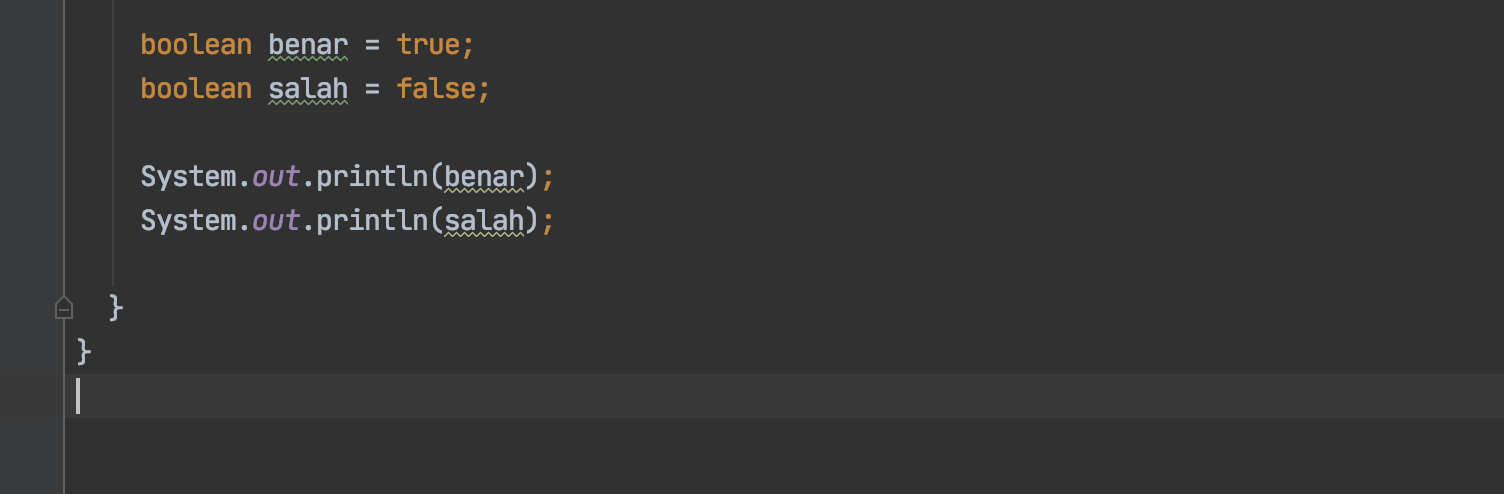 boolean benar = true;
boolean salah = false;
System.out.println(benar);
System.out.println(salah);
}
}